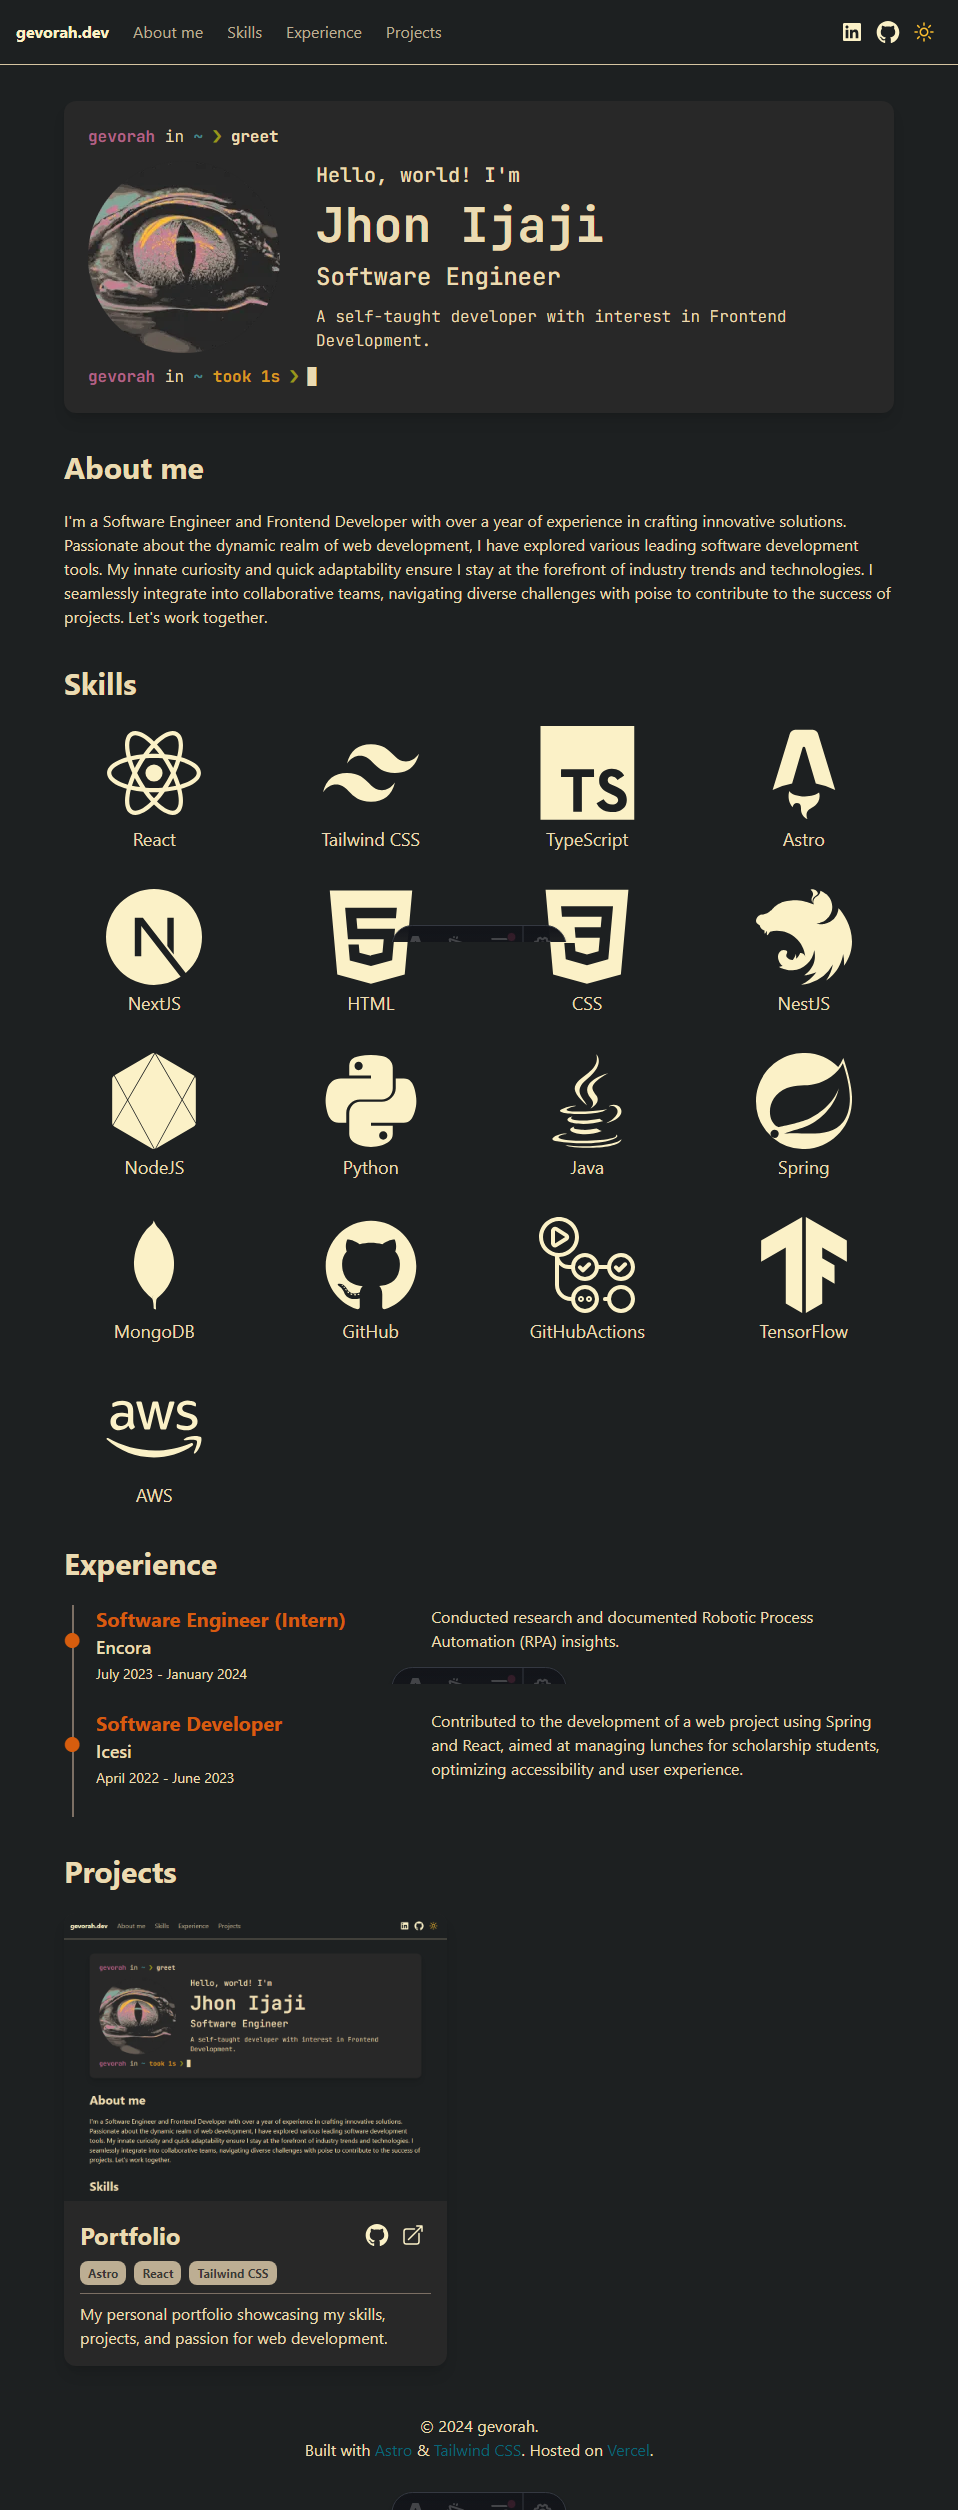 gevorah.dev About me Skills Experience Projects
gevorah in ~ ❯ greet
Hello, world! I'm
Jhon Ijaji
Software Engineer
A self-taught developer with interest in Frontend
Development.
gevorah in ~ took 1s ❯
About me
I'm a Software Engineer and Frontend Developer with over a year of experience in crafting innovative solutions.
Passionate about the dynamic realm of web development, I have explored various leading software development
tools. My innate curiosity and quick adaptability ensure I stay at the forefront of industry trends and technologies. I
seamlessly integrate into collaborative teams, navigating diverse challenges with poise to contribute to the success of
projects. Let's work together.
Skills
TS
React Tailwind CSS TypeScript Astro
NextJS HTML CSS NestJS
NodeJS Python Java Spring
MongoDB GitHub GitHubActions TensorFlow
aws
AWS
Experience
Software Engineer (Intern)
Encora
July 2023 - January 2024
Conducted research and documented Robotic Process
Automation (RPA) insights.
Software Developer
Icesi
April 2022 - June 2023
Contributed to the development of a web project using Spring
and React, aimed at managing lunches for scholarship students,
optimizing accessibility and user experience.
Projects
gevorah.dev About me Skills Experience Projects
gevorah in ~ ❯ greet
Hello, world! I'm
Jhon Ijaji
Software Engineer
A self-taught developer with interest in Frontend
Development.
gevorah in ~ took 1s ❯
About me
I'm a Software Engineer and Frontend Developer with over a year of experience in crafting innovative solutions.
Passionate about the dynamic realm of web development, I have explored various leading software development
tools. My innate curiosity and quick adaptability ensure I stay at the forefront of industry trends and technologies. I
seamlessly integrate into collaborative teams, navigating diverse challenges with poise to contribute to the success of
projects. Let's work together.
Skills
Portfolio
Astro React Tailwind CSS
My personal portfolio showcasing my skills,
projects, and passion for web development.
© 2024 gevorah.
Built with Astro & Tailwind CSS. Hosted on Vercel.